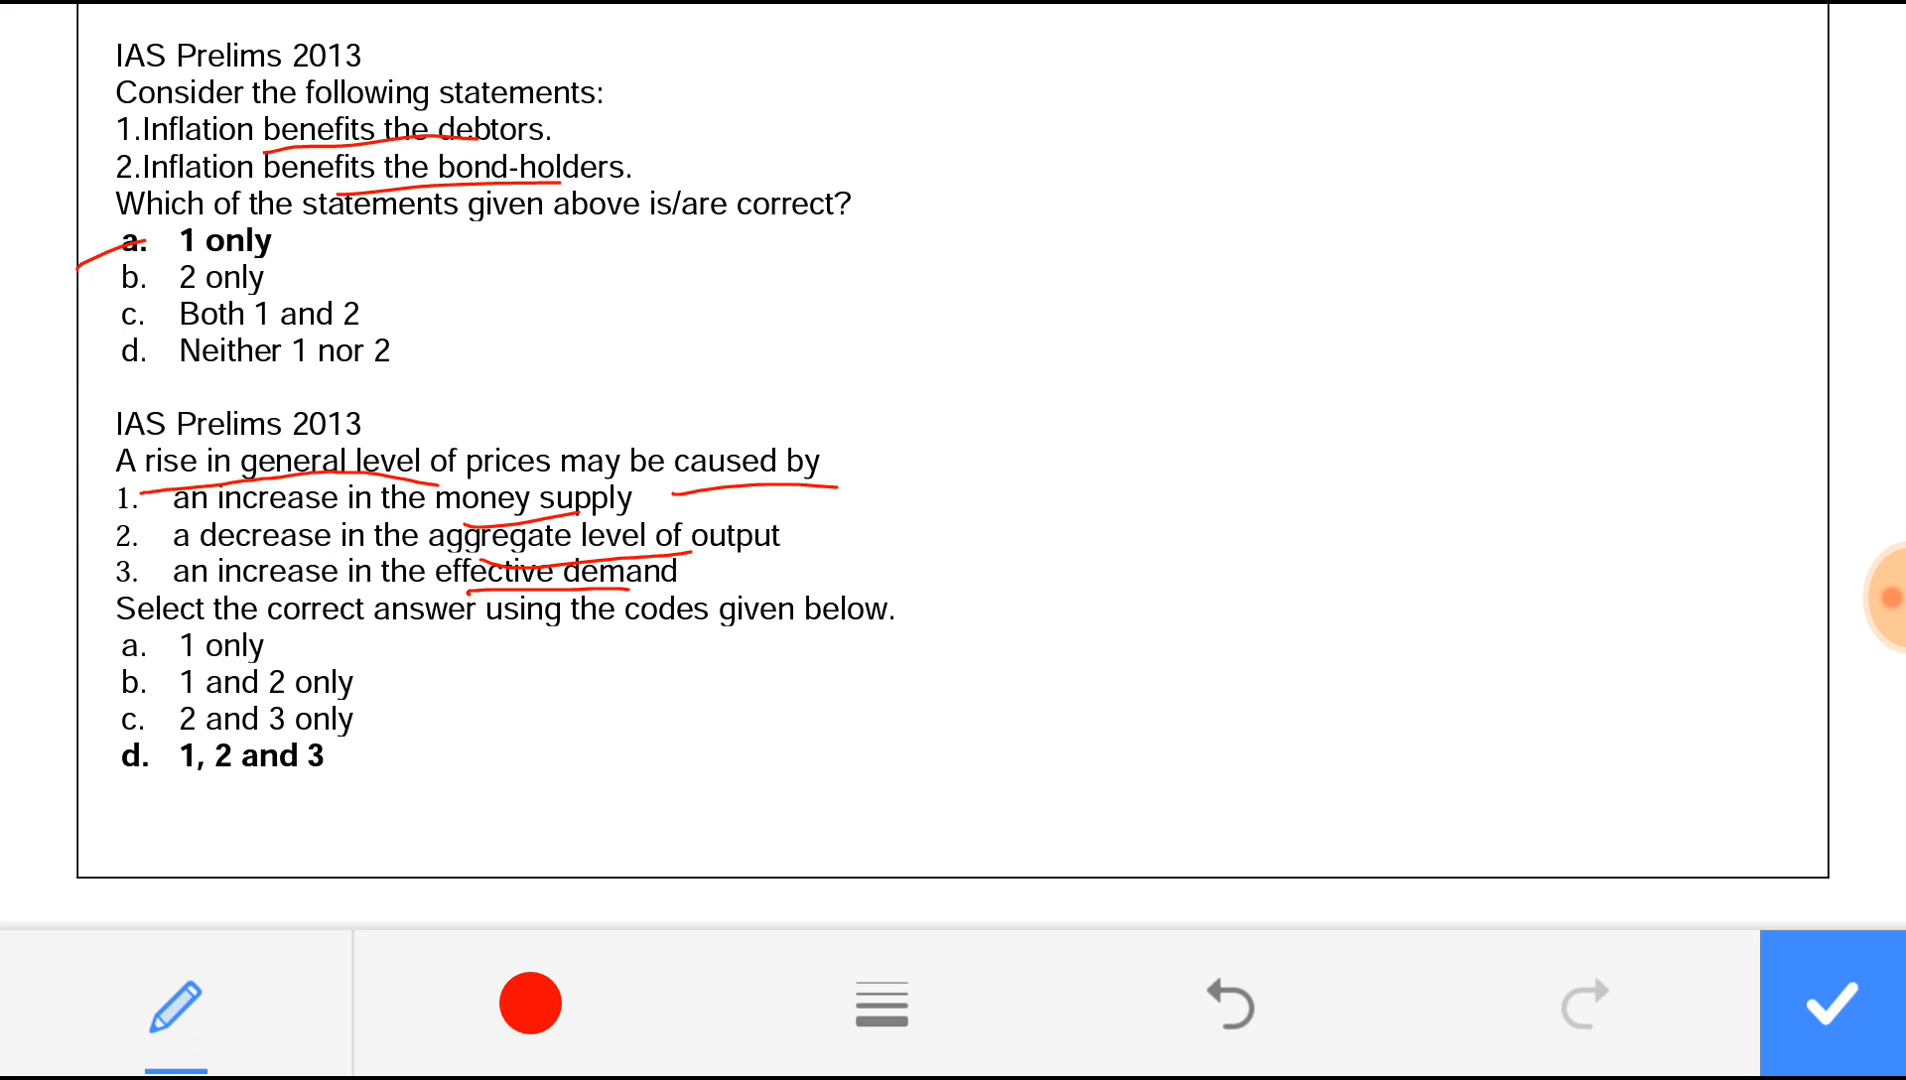 IAS Prelims 2013
Consider the following statements:
1.Inflation benefits the debtors.
2.Inflation benefits the bond-holders.
Which of the statements given above is/are correct?
a. 1 only
b. 2 only
c. Both 1 and 2
d. Neither 1 nor 2
IAS Prelims 2013
A rise in general level of prices may be caused by
1. an increase in the money supply
2. a decrease in the aggregate level of output
3. an increase in the effective demand
Select the correct answer using the codes given below.
a. 1 only
b. 1 and 2 only
c. 2 and 3 only
d. 1, 2 and 3